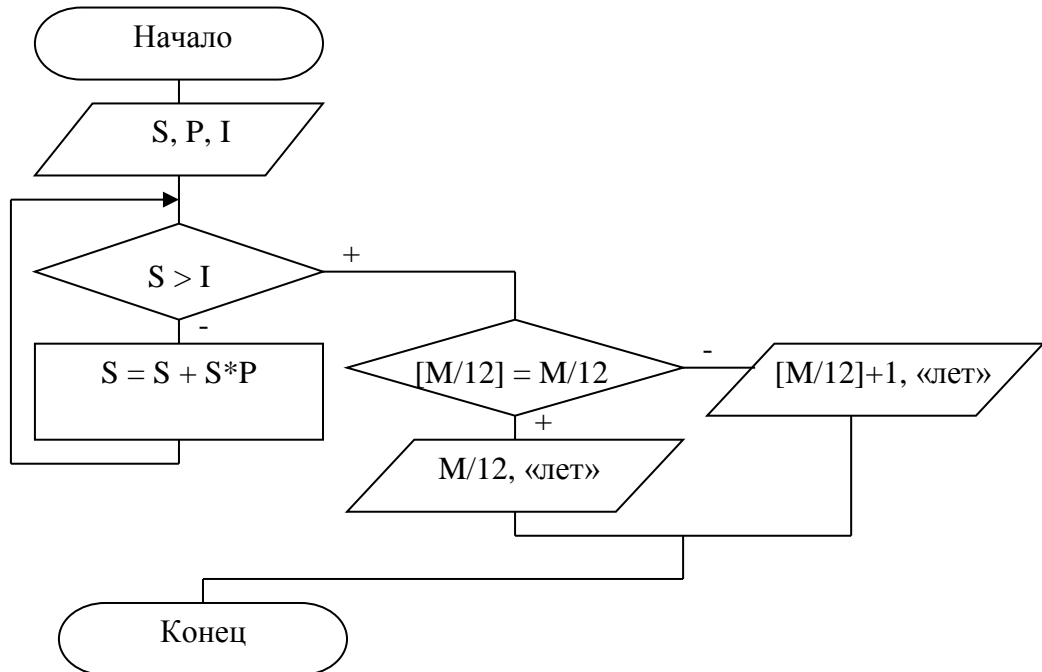 Начало
S, P, I
+
S > I
-
S = S + S*P
[M/12] = M/12
-
[M/12]+1, «лет»
+
M/12, «лет»
Конец